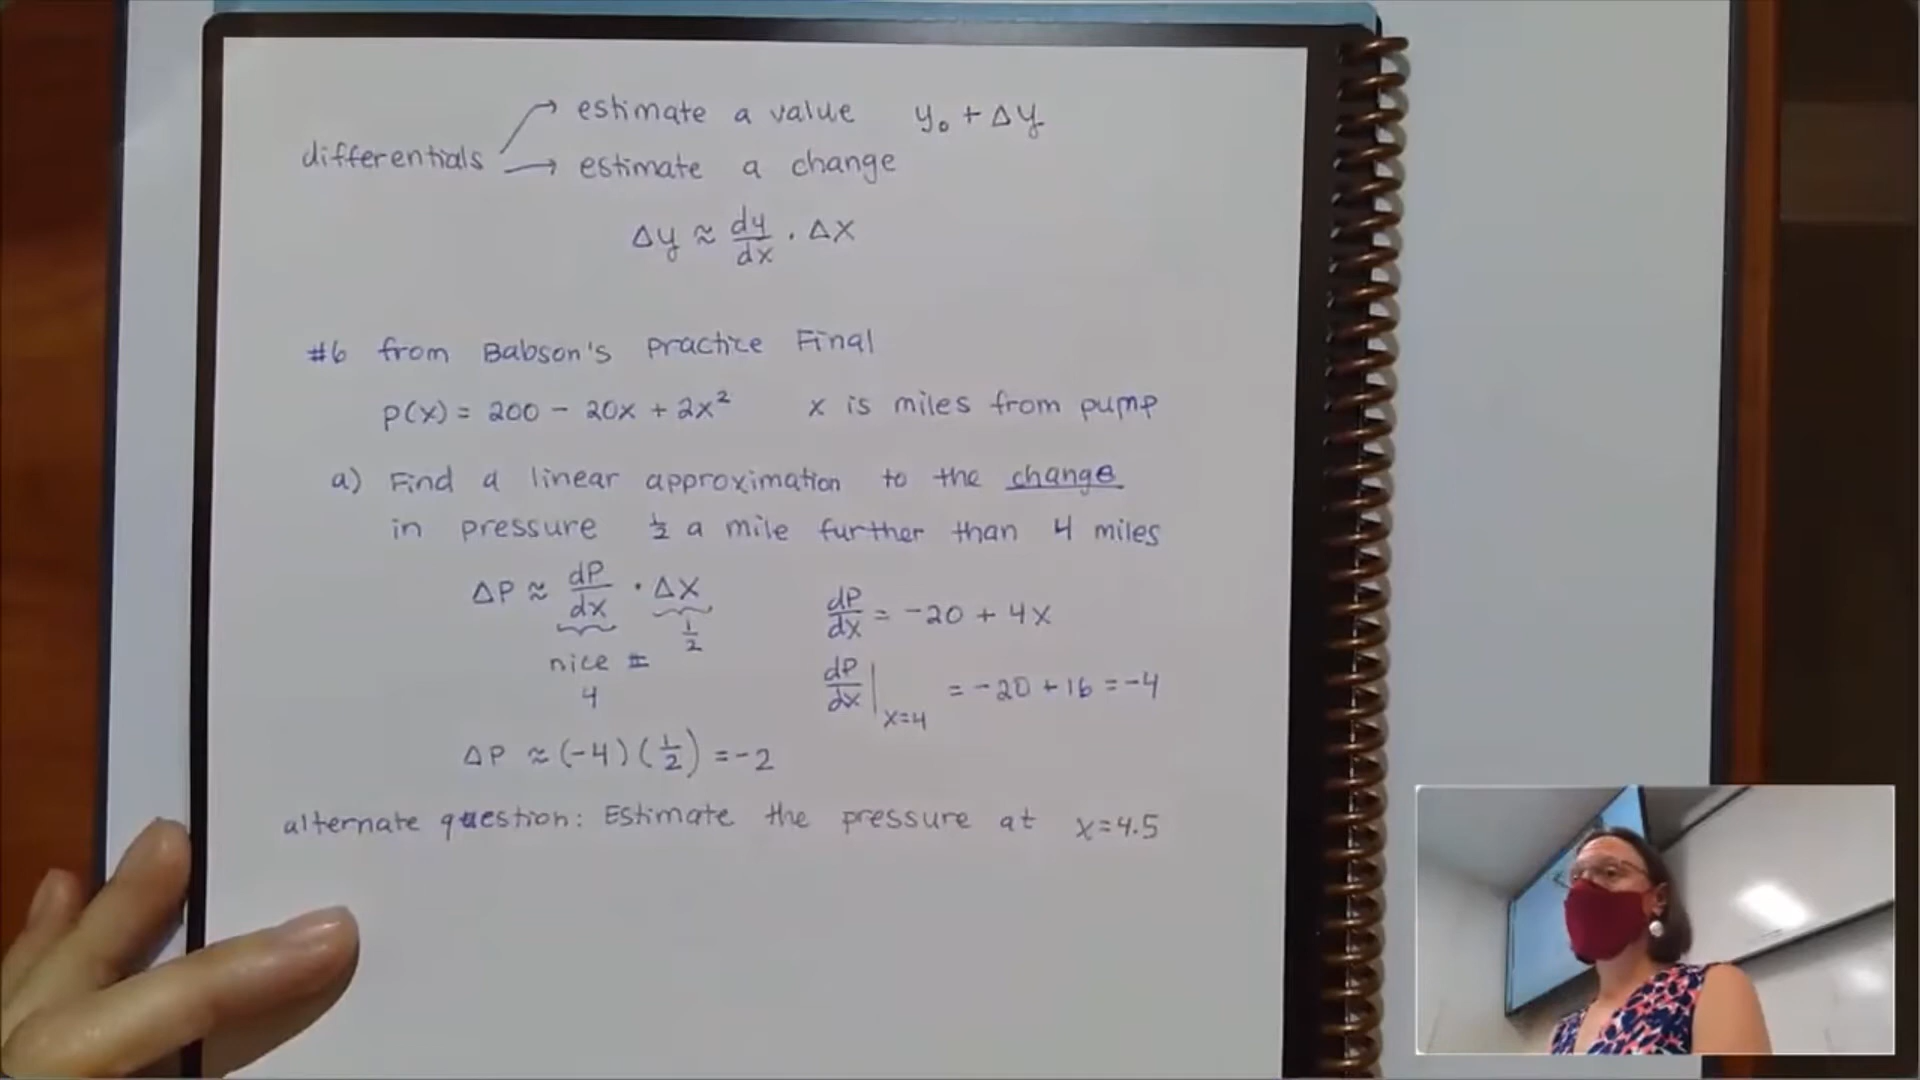 estimate a value y₀ + Δy
differentials
estimate a change
Δy ≈ dy/dx · Δx
#6 from Babson's Practice Final
P(x) = 200 - 20x + 2x² x is miles from pump
a) Find a linear approximation to the change
in pressure ½ a mile further than 4 miles
ΔP ≈ dP/dx · Δx
dP/dx = -20 + 4x
1/2
nice #
4
dP/dx |x=4 = -20 + 16 = -4
ΔP ≈ (-4)(1/2) = -2
alternate question: Estimate the pressure at x=4.5